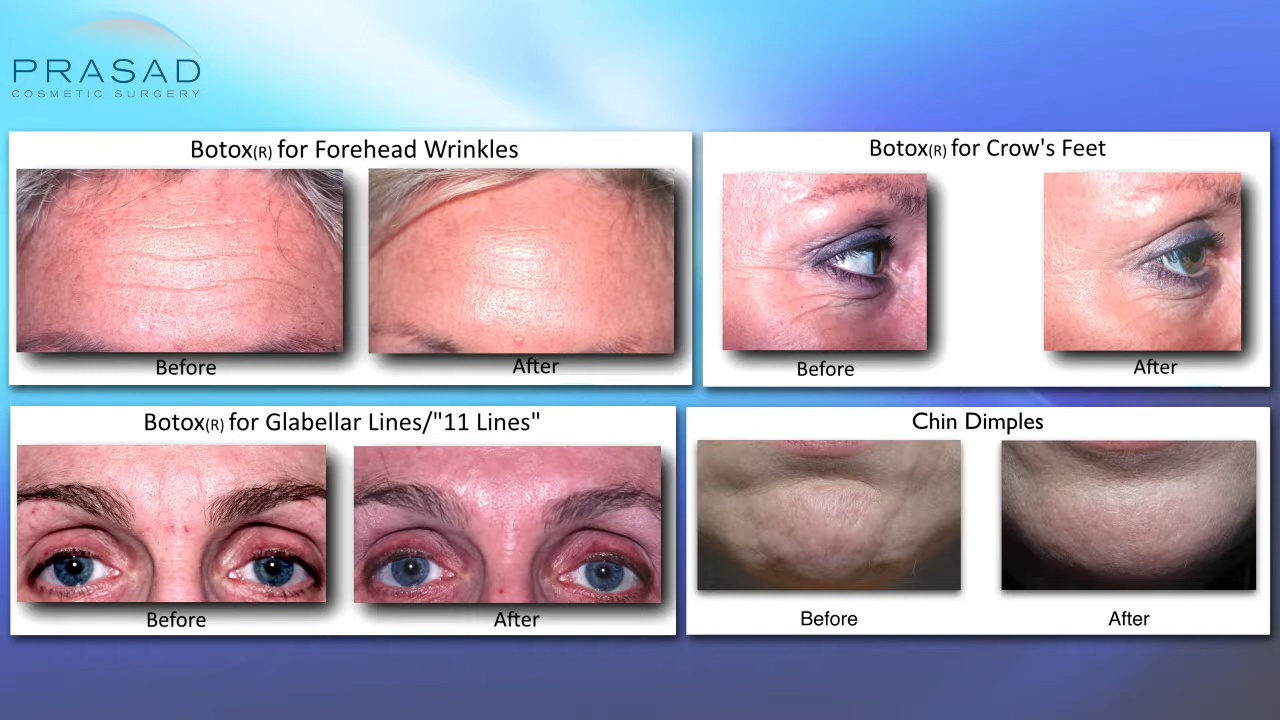 PRASAD
COSMETIC SURGERY
Botox(R) for Forehead Wrinkles
Before
After
Botox(R) for Crow's Feet
Before
After
Botox(R) for Glabellar Lines/"11 Lines"
Before
After
Chin Dimples
Before
After